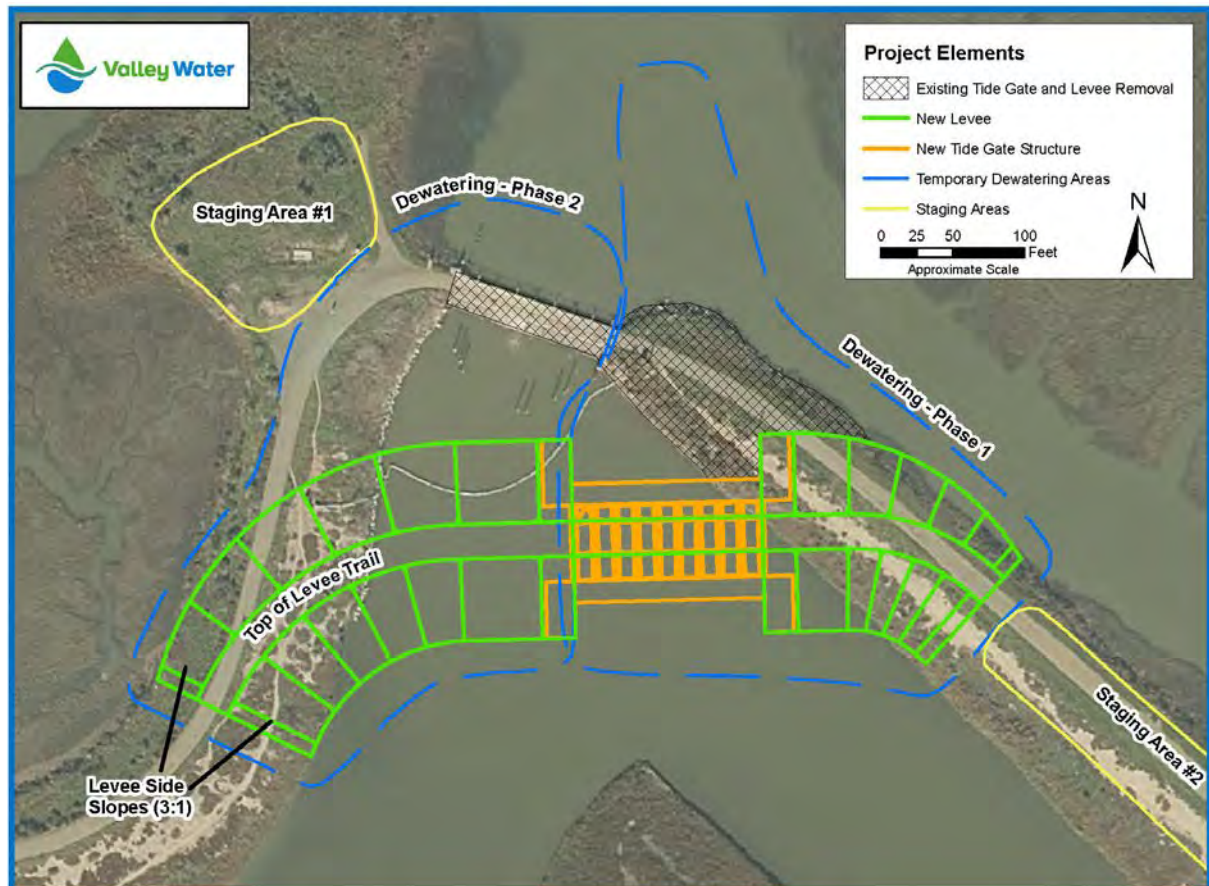 Valley Water
Project Elements
Existing Tide Gate and Levee Removal
New Levee
New Tide Gate Structure
Temporary Dewatering Areas
Staging Areas
N
0 25 50 100
Feet
Approximate Scale
Staging Area #1
Dewatering - Phase 2
Dewatering - Phase 1
Top of Levee Trail
Staging Area #2
Levee Side
Slopes (3:1)